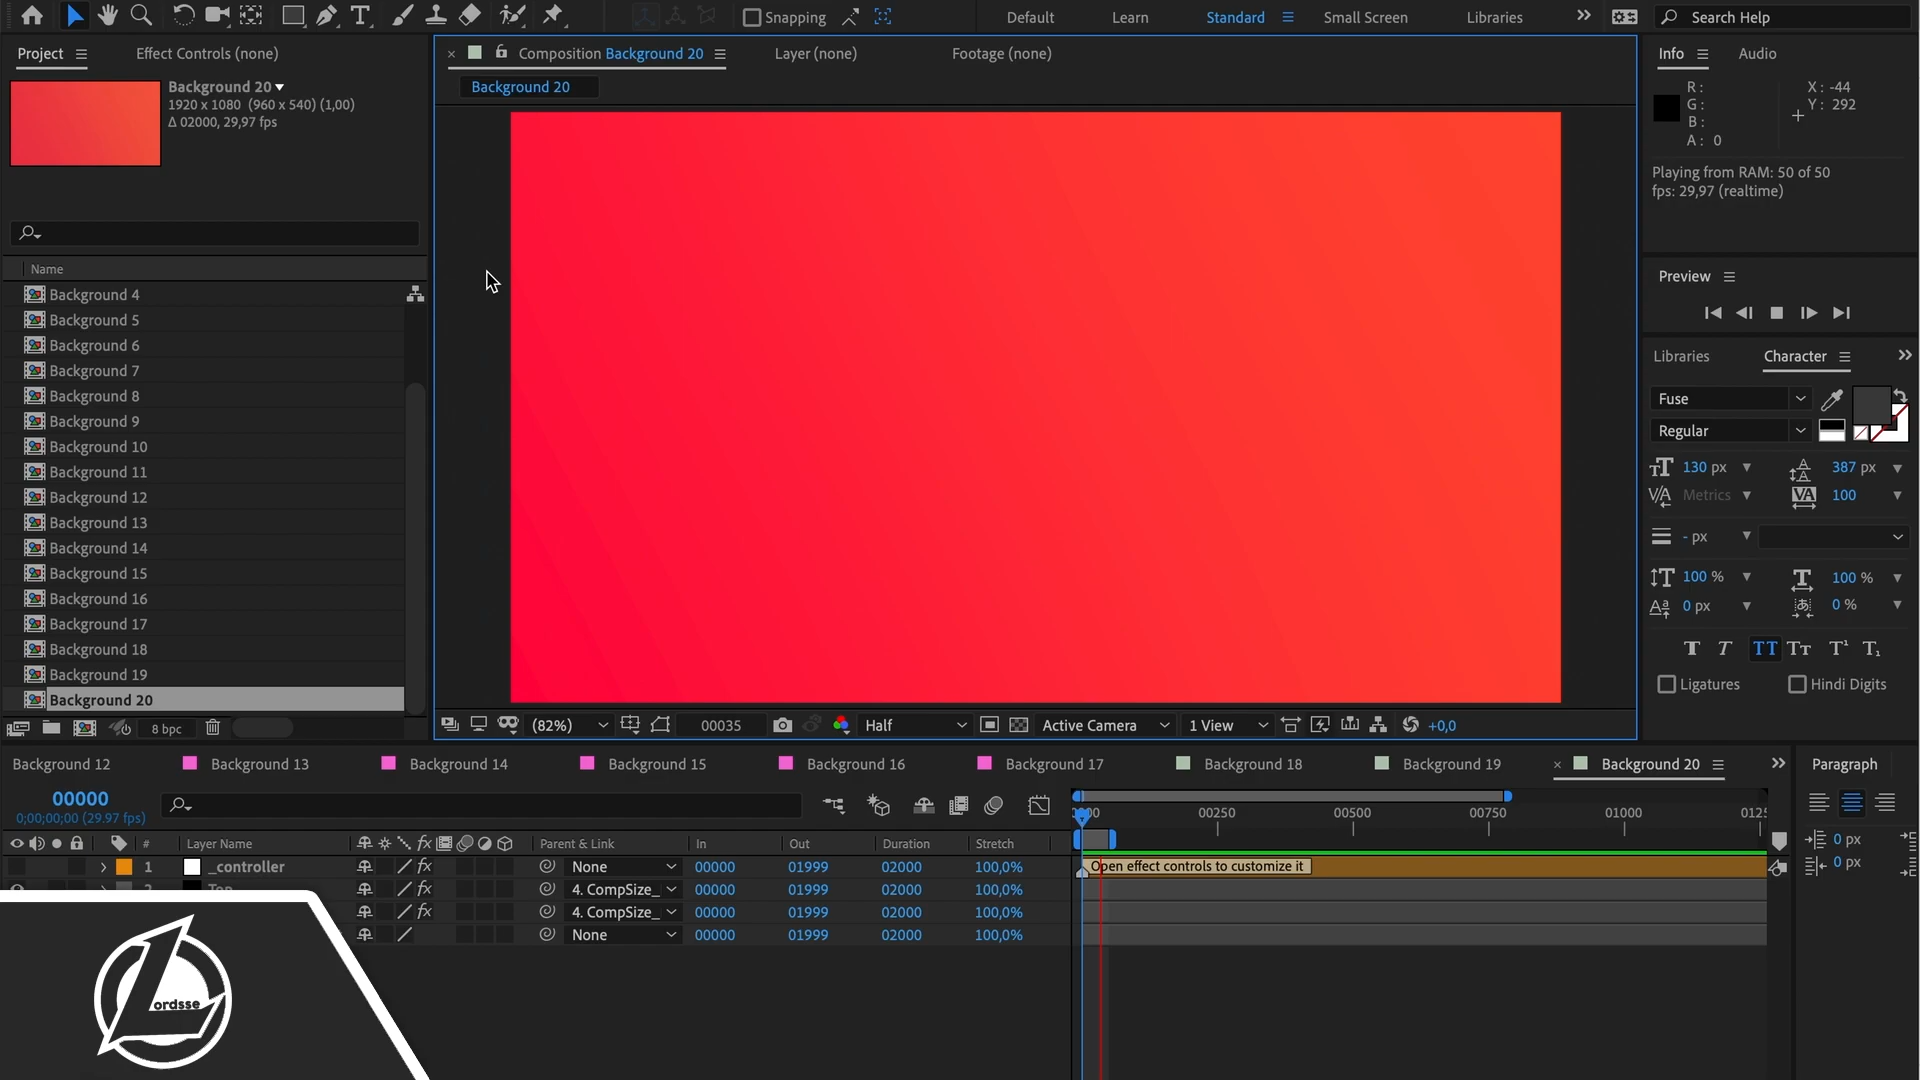 Snapping
Default
Learn
Standard
Small Screen
Libraries
Search Help
Project
Effect Controls (none)
Composition Background 20
Layer (none)
Footage (none)
Info
Audio
Background 20
1920 x 1080 (960 x 540) (1,00)
Δ 02000, 29,97 fps
Background 20
R :
G :
B :
A : 0
X : -44
Y : 292
Playing from RAM: 50 of 50
fps: 29,97 (realtime)
Name
Background 4
Background 5
Background 6
Background 7
Background 8
Background 9
Background 10
Background 11
Background 12
Background 13
Background 14
Background 15
Background 16
Background 17
Background 18
Background 19
Background 20
8 bpc
Preview
Libraries
Character
Fuse
Regular
130 px
387 px
Metrics
100
- px
100 %
100 %
0 px
0 %
Ligatures
Hindi Digits
(82%)
00035
Half
Active Camera
1 View
+0,0
Background 12
Background 13
Background 14
Background 15
Background 16
Background 17
Background 18
Background 19
Background 20
Paragraph
00000
0;00;00;00 (29.97 fps)
00250
00500
00750
01000
# Layer Name
Parent & Link
In
Out
Duration
Stretch
1 _controller None 00000 01999 02000 100,0%
Open effect controls to customize it
4. CompSize_ 00000 01999 02000 100,0%
4. CompSize_ 00000 01999 02000 100,0%
None 00000 01999 02000 100,0%
0 px
0 px
ordsse